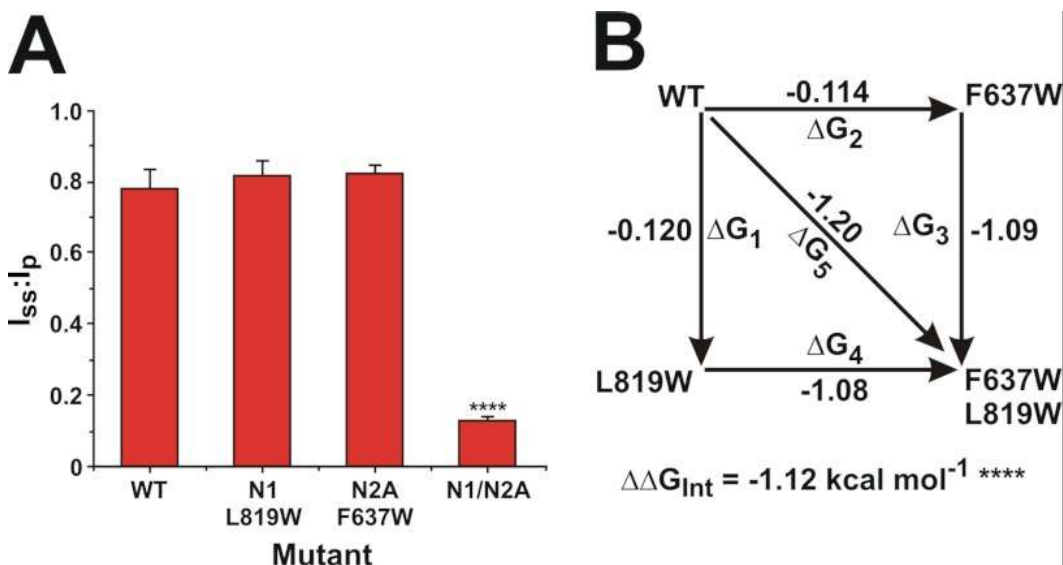 A
1.0
0.8
0.6
0.4
0.2
0
Iss:Ip
WT
N1
L819W
N2A
F637W
N1/N2A
****
Mutant
B
WT
-0.114
F637W
ΔG2
-0.120
ΔG1
-1.20
ΔG5
ΔG3
-1.09
ΔG4
L819W
-1.08
F637W
L819W
ΔΔGInt = -1.12 kcal mol-1 ****